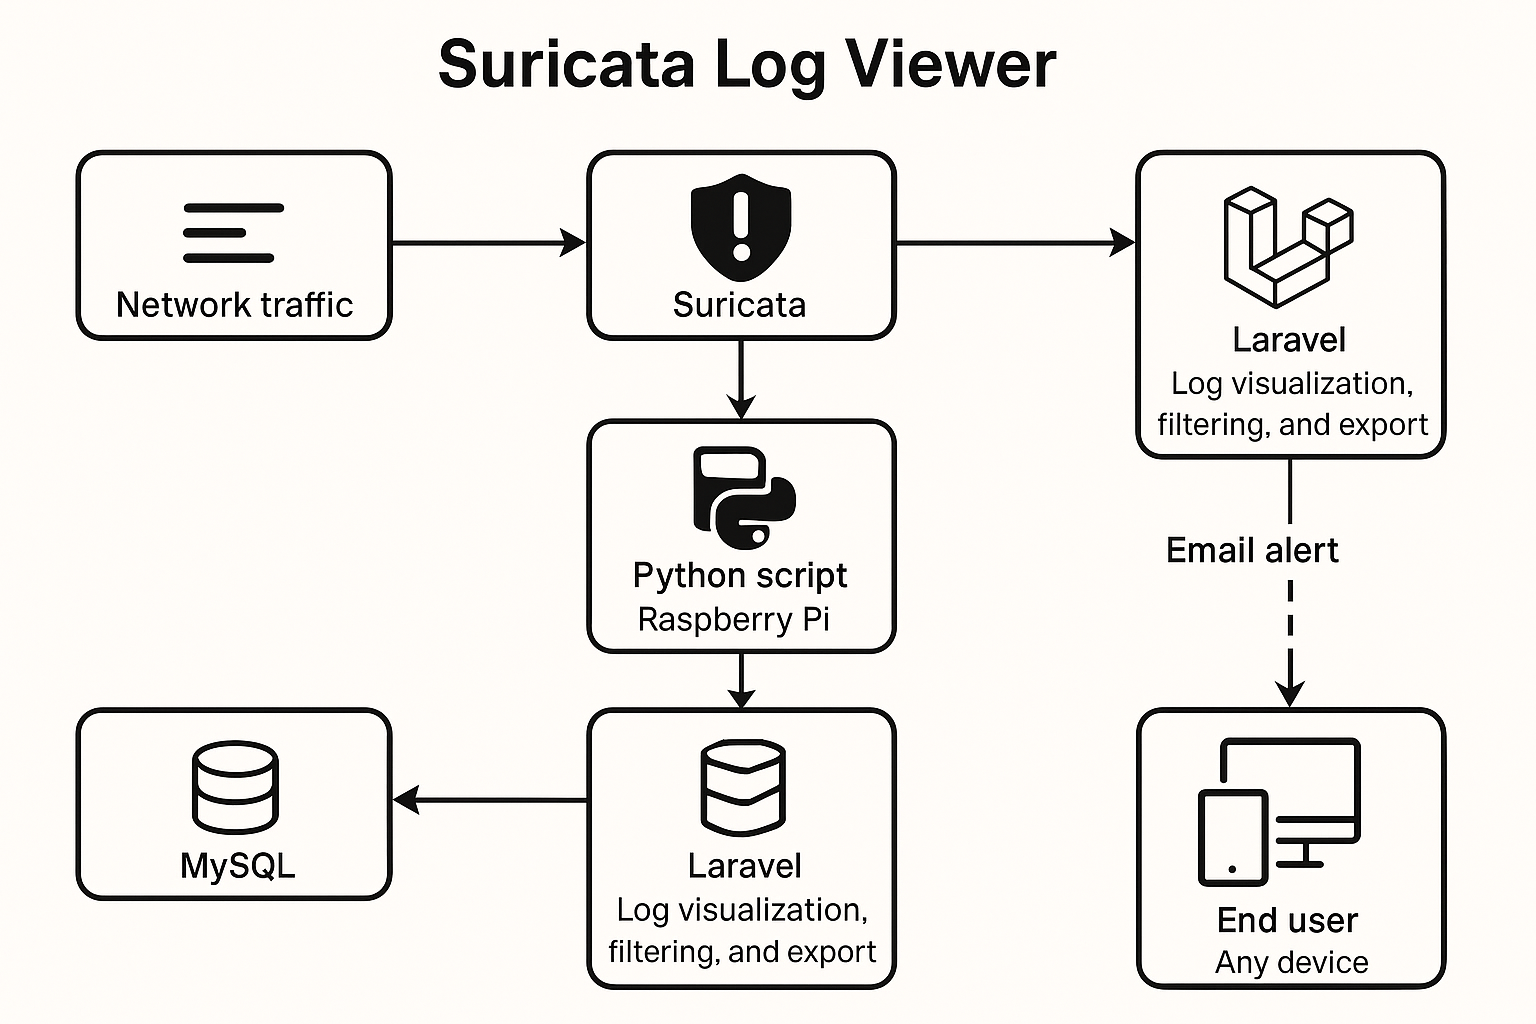 Suricata Log Viewer
Network traffic
Suricata
Laravel
Log visualization,
filtering, and export
Python script
Raspberry Pi
Email alert
MySQL
Laravel
Log visualization,
filtering, and export
End user
Any device